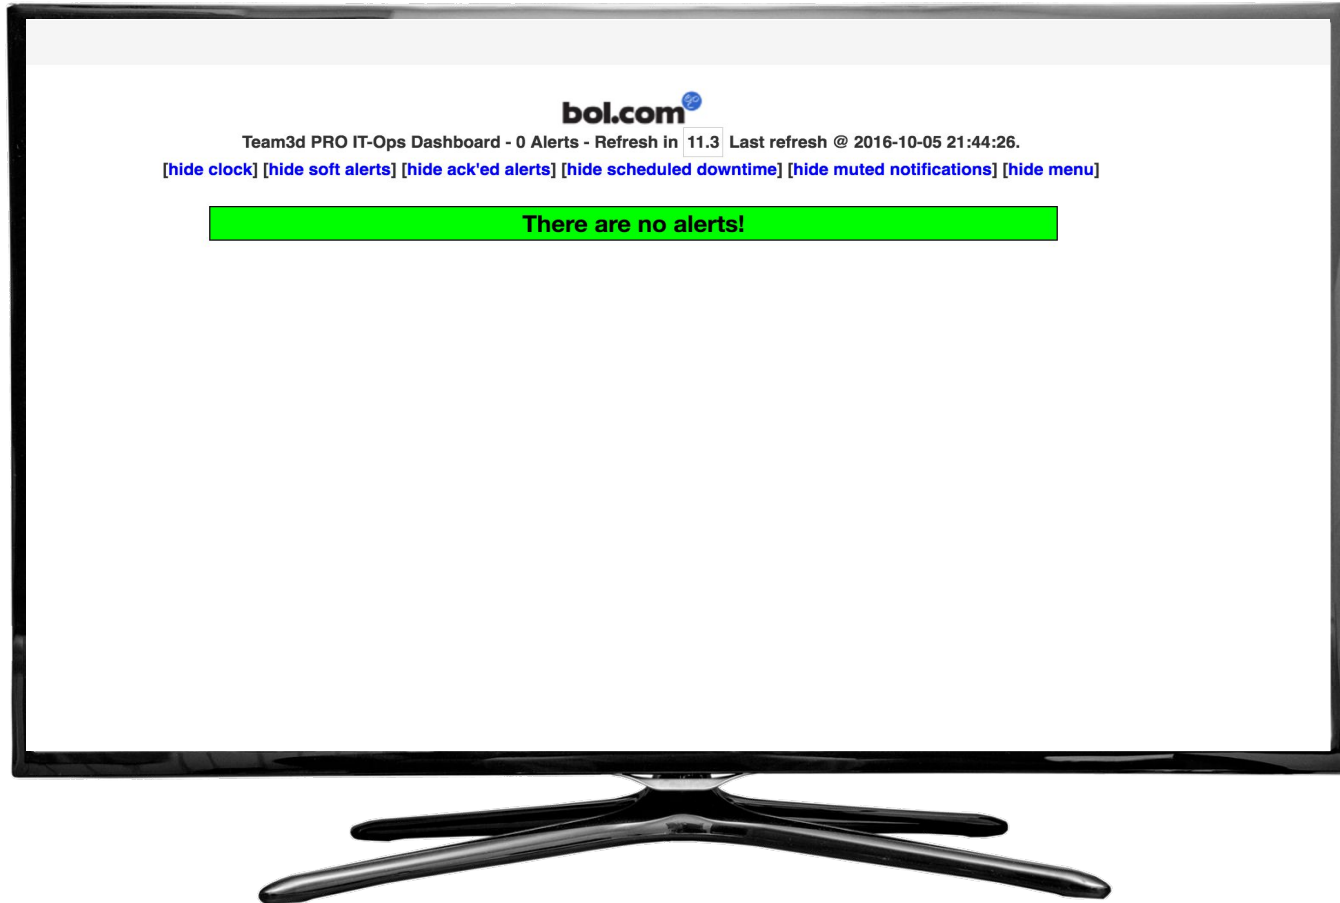 bol.com
Team3d PRO IT-Ops Dashboard - 0 Alerts - Refresh in 11.3 Last refresh @ 2016-10-05 21:44:26.
[hide clock] [hide soft alerts] [hide ack'ed alerts] [hide scheduled downtime] [hide muted notifications] [hide menu]
There are no alerts!